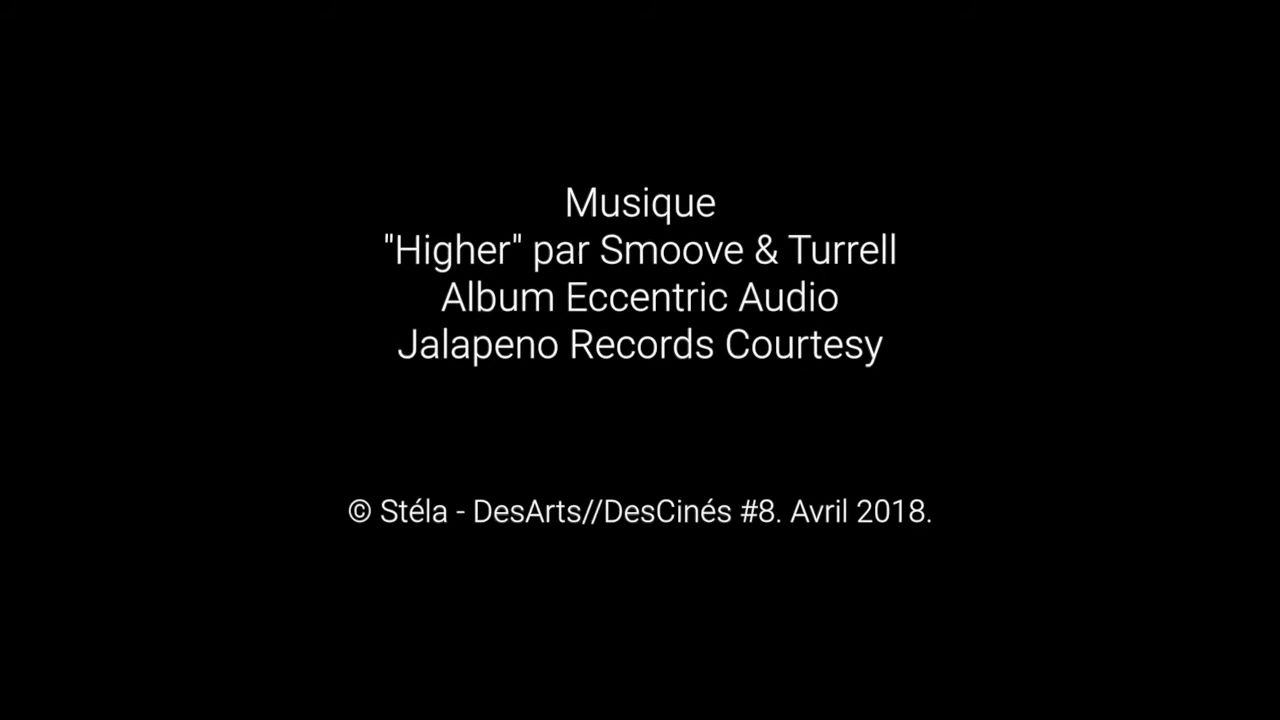 Musique
"Higher" par Smoove & Turrell
Album Eccentric Audio
Jalapeno Records Courtesy
© Stéla - DesArts//DesCinés #8. Avril 2018.